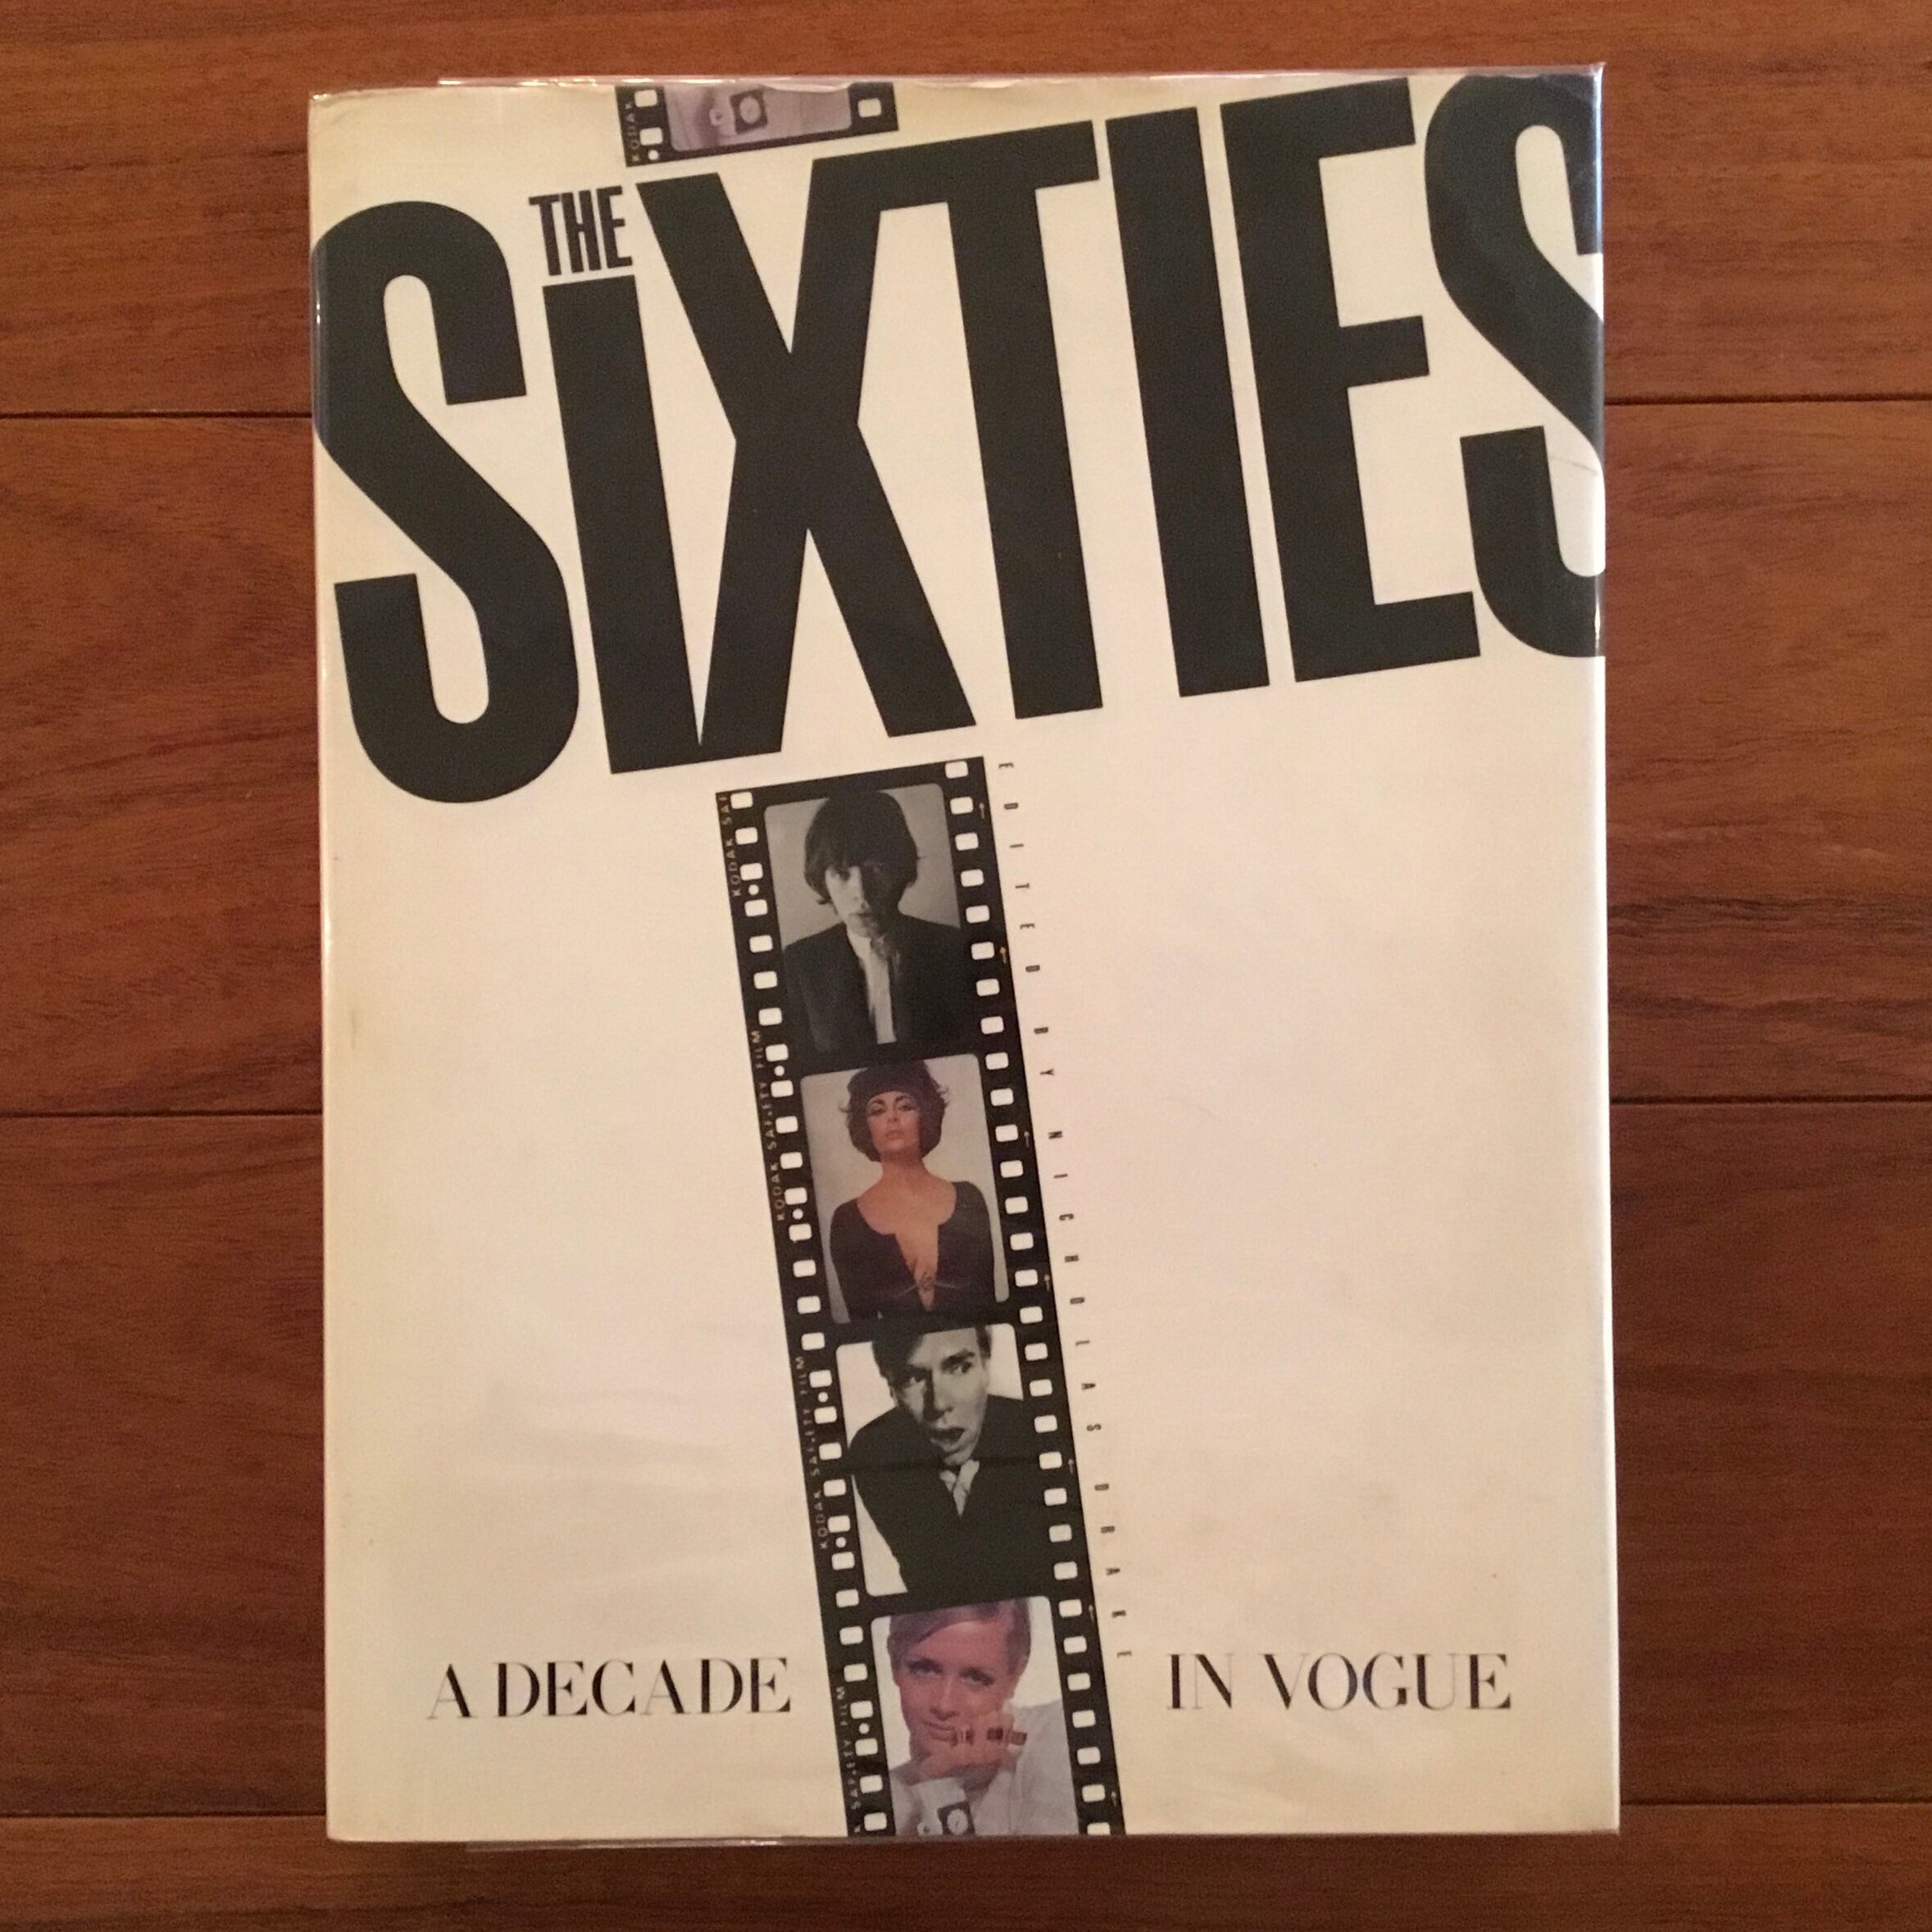 KODAK
THE
SiXTIES
KODAK SAF
KODAK SAFETY FILM
KODAK SAFETY FILM
K SAFETY FILM
EDITED BY NICHOLAS DRAKE
A DECADE IN VOGUE